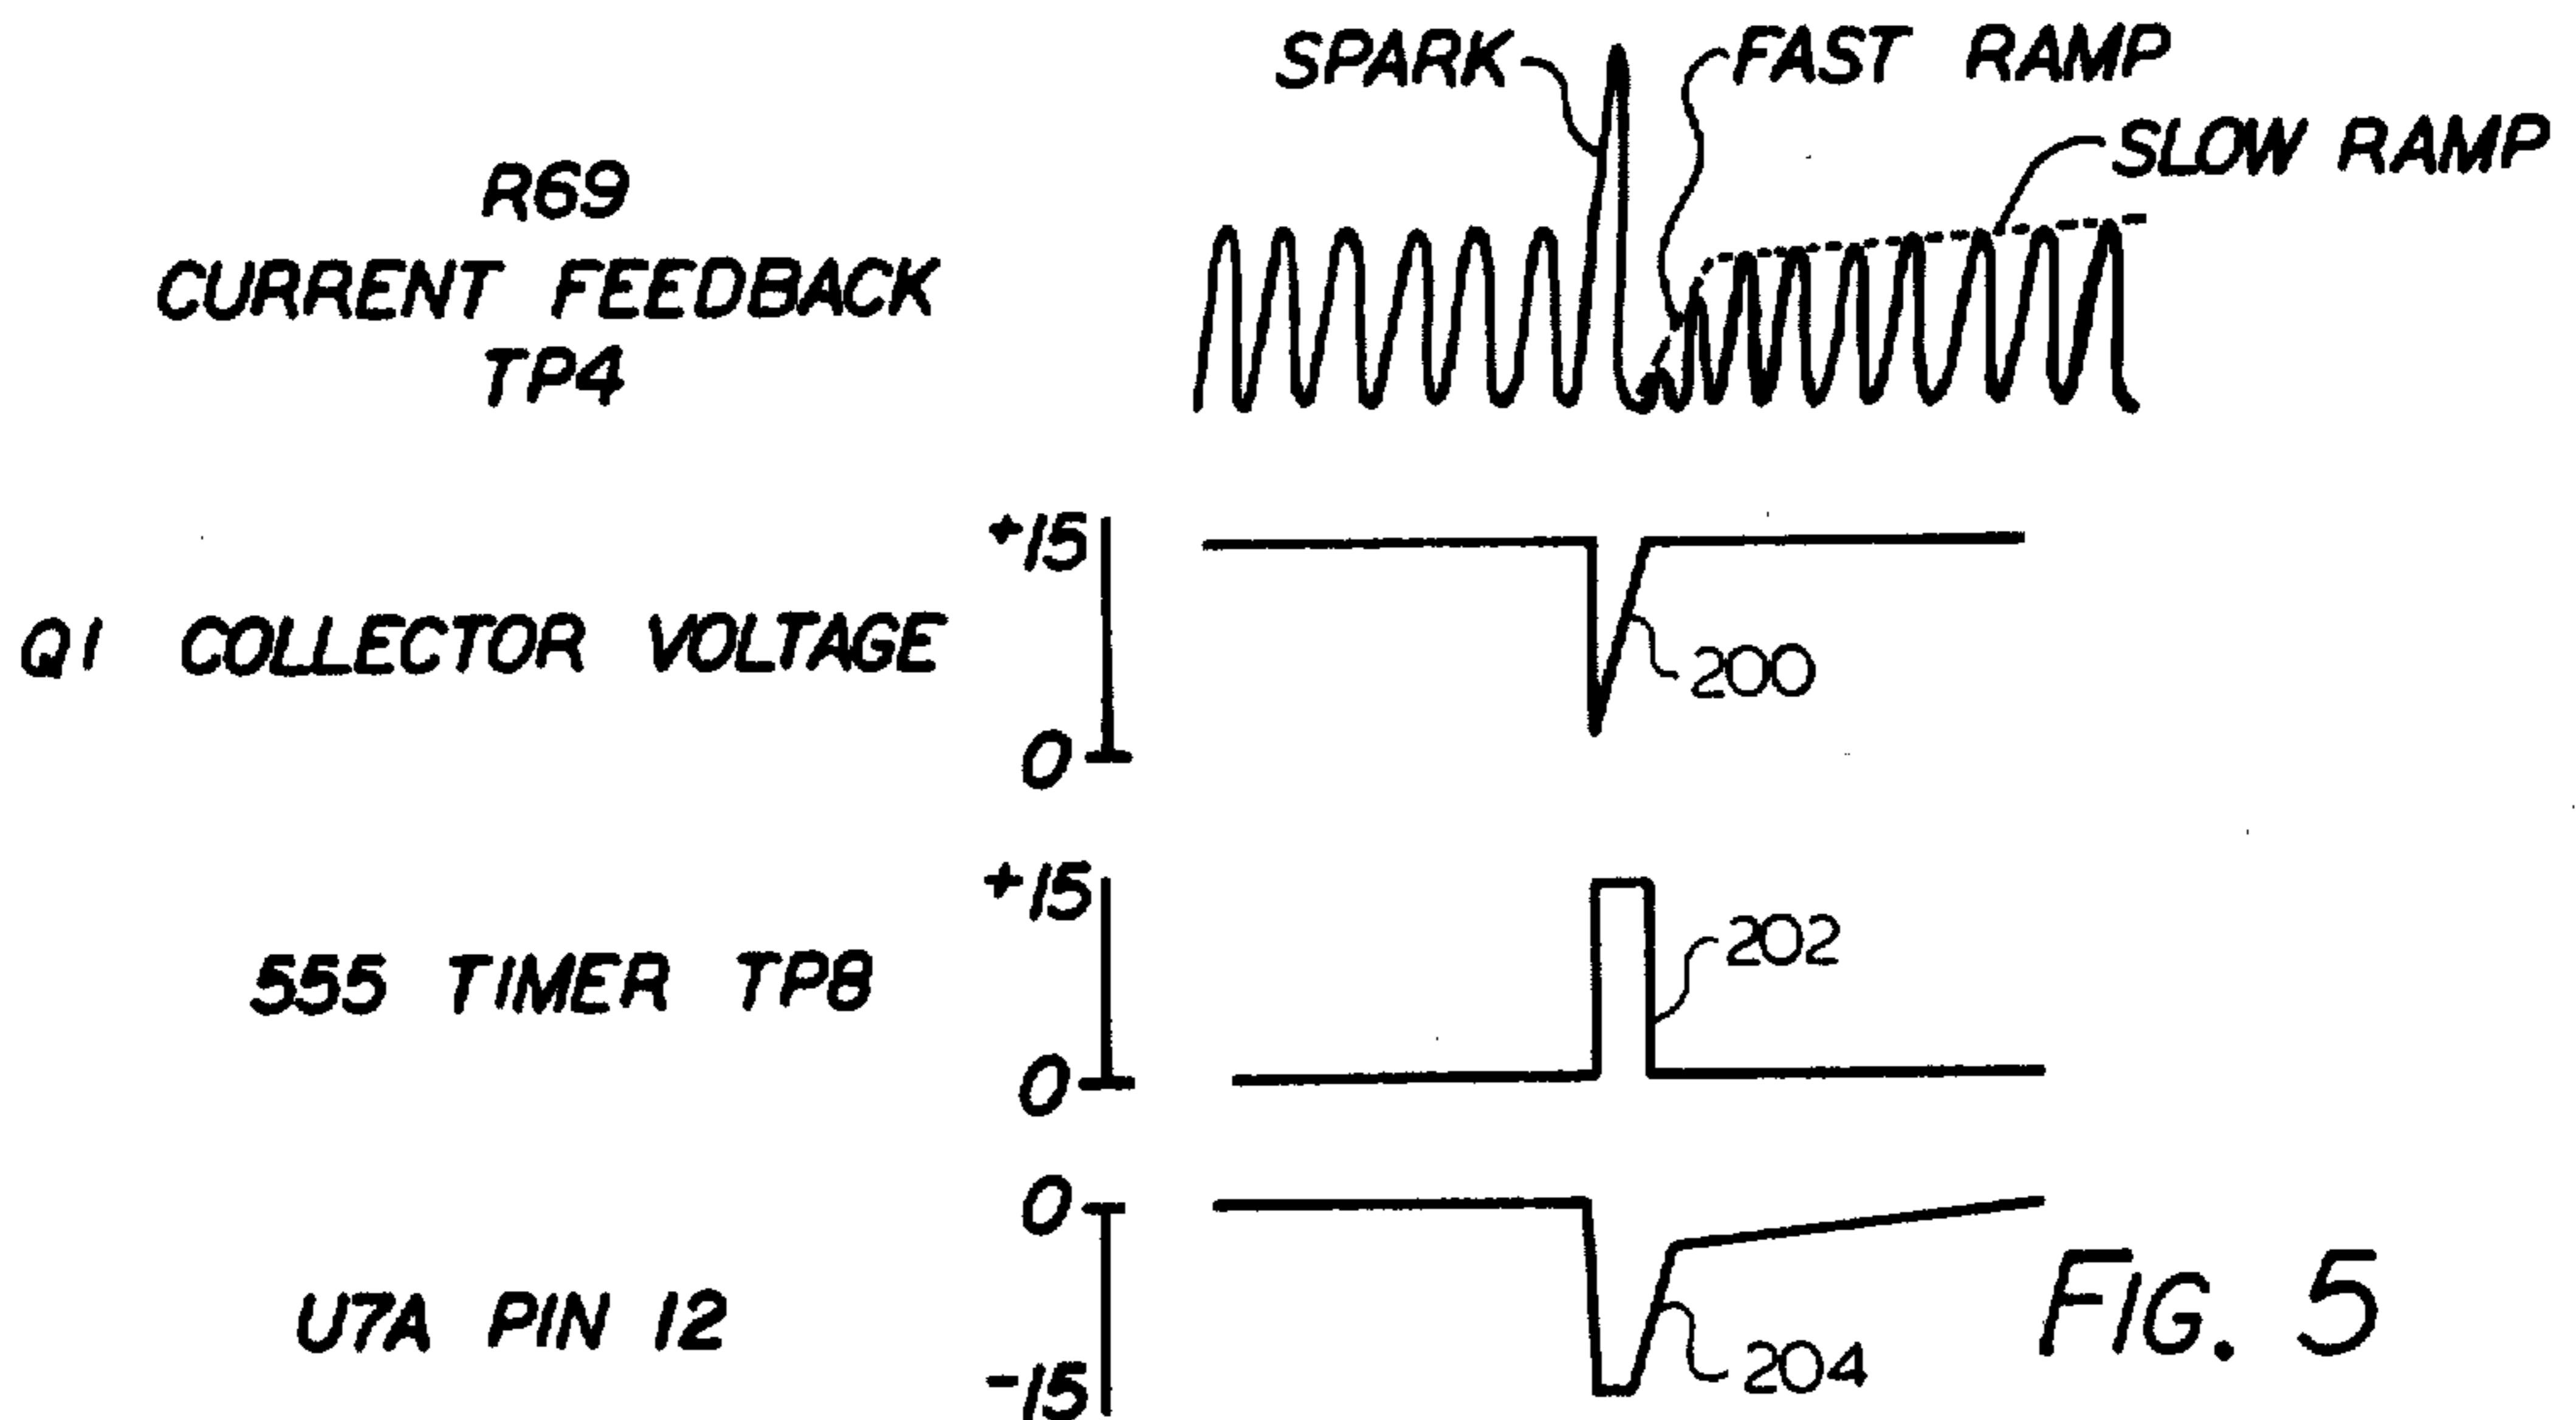 SPARK
FAST RAMP
SLOW RAMP
R69
CURRENT FEEDBACK
TP4
+15
Q1 COLLECTOR VOLTAGE
200
0
+15
202
555 TIMER TP8
0
0
U7A PIN 12
204
-15
FIG. 5